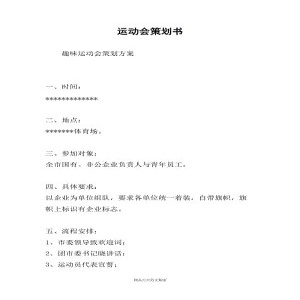 运动会策划书
趣味运动会策划方案
一、时间：
*************
二、地点：
*******体育场。
三、参加对象：
全市国有、非公企业负责人与青年员工。
四、具体要求：
以企业为单位组队，要求各单位统一着装，自带旗帜，旗
帜上标识有企业标志。
五、流程安排：
1、市委领导致欢迎词；
2、团市委书记晓讲话；
3、运动员代表宣誓；